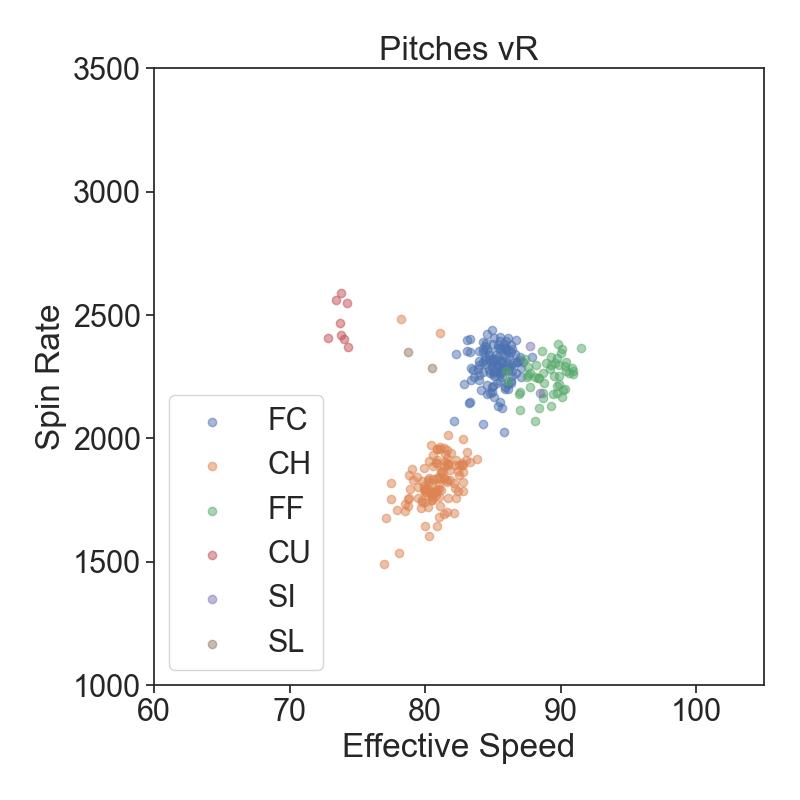 Pitches vR
3500
3000
2500
2000
1500
1000
Spin Rate
FC
CH
FF
CU
SI
SL
60 70 80 90 100
Effective Speed